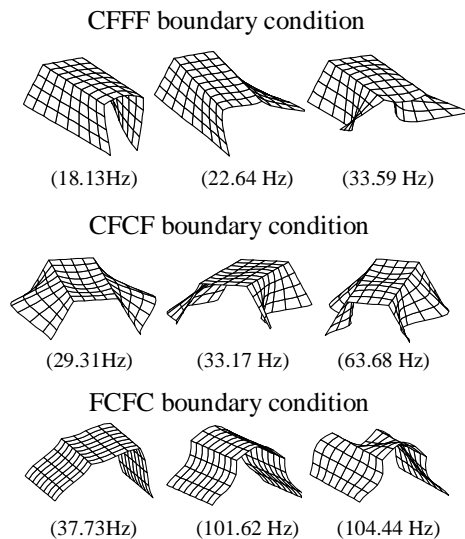 CFFF boundary condition
(18.13Hz) (22.64 Hz) (33.59 Hz)
CFCF boundary condition
(29.31Hz) (33.17 Hz) (63.68 Hz)
FCFC boundary condition
(37.73Hz) (101.62 Hz) (104.44 Hz)